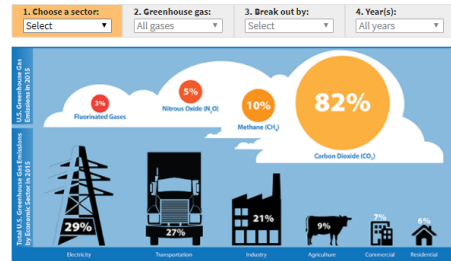 1. Choose a sector:
2. Greenhouse gas:
3. Break out by:
4. Year(s):
Select
All gases
Select
All years
U.S. Greenhouse Gas
Emissions in 2015
3%
Fluorinated Gases
5%
Nitrous Oxide (N₂O)
10%
Methane (CH₄)
82%
Carbon Dioxide (CO₂)
Total U.S. Greenhouse Gas Emissions
by Economic Sector in 2015
29%
27%
21%
9%
7%
6%
Electricity
Transportation
Industry
Agriculture
Commercial
Residential